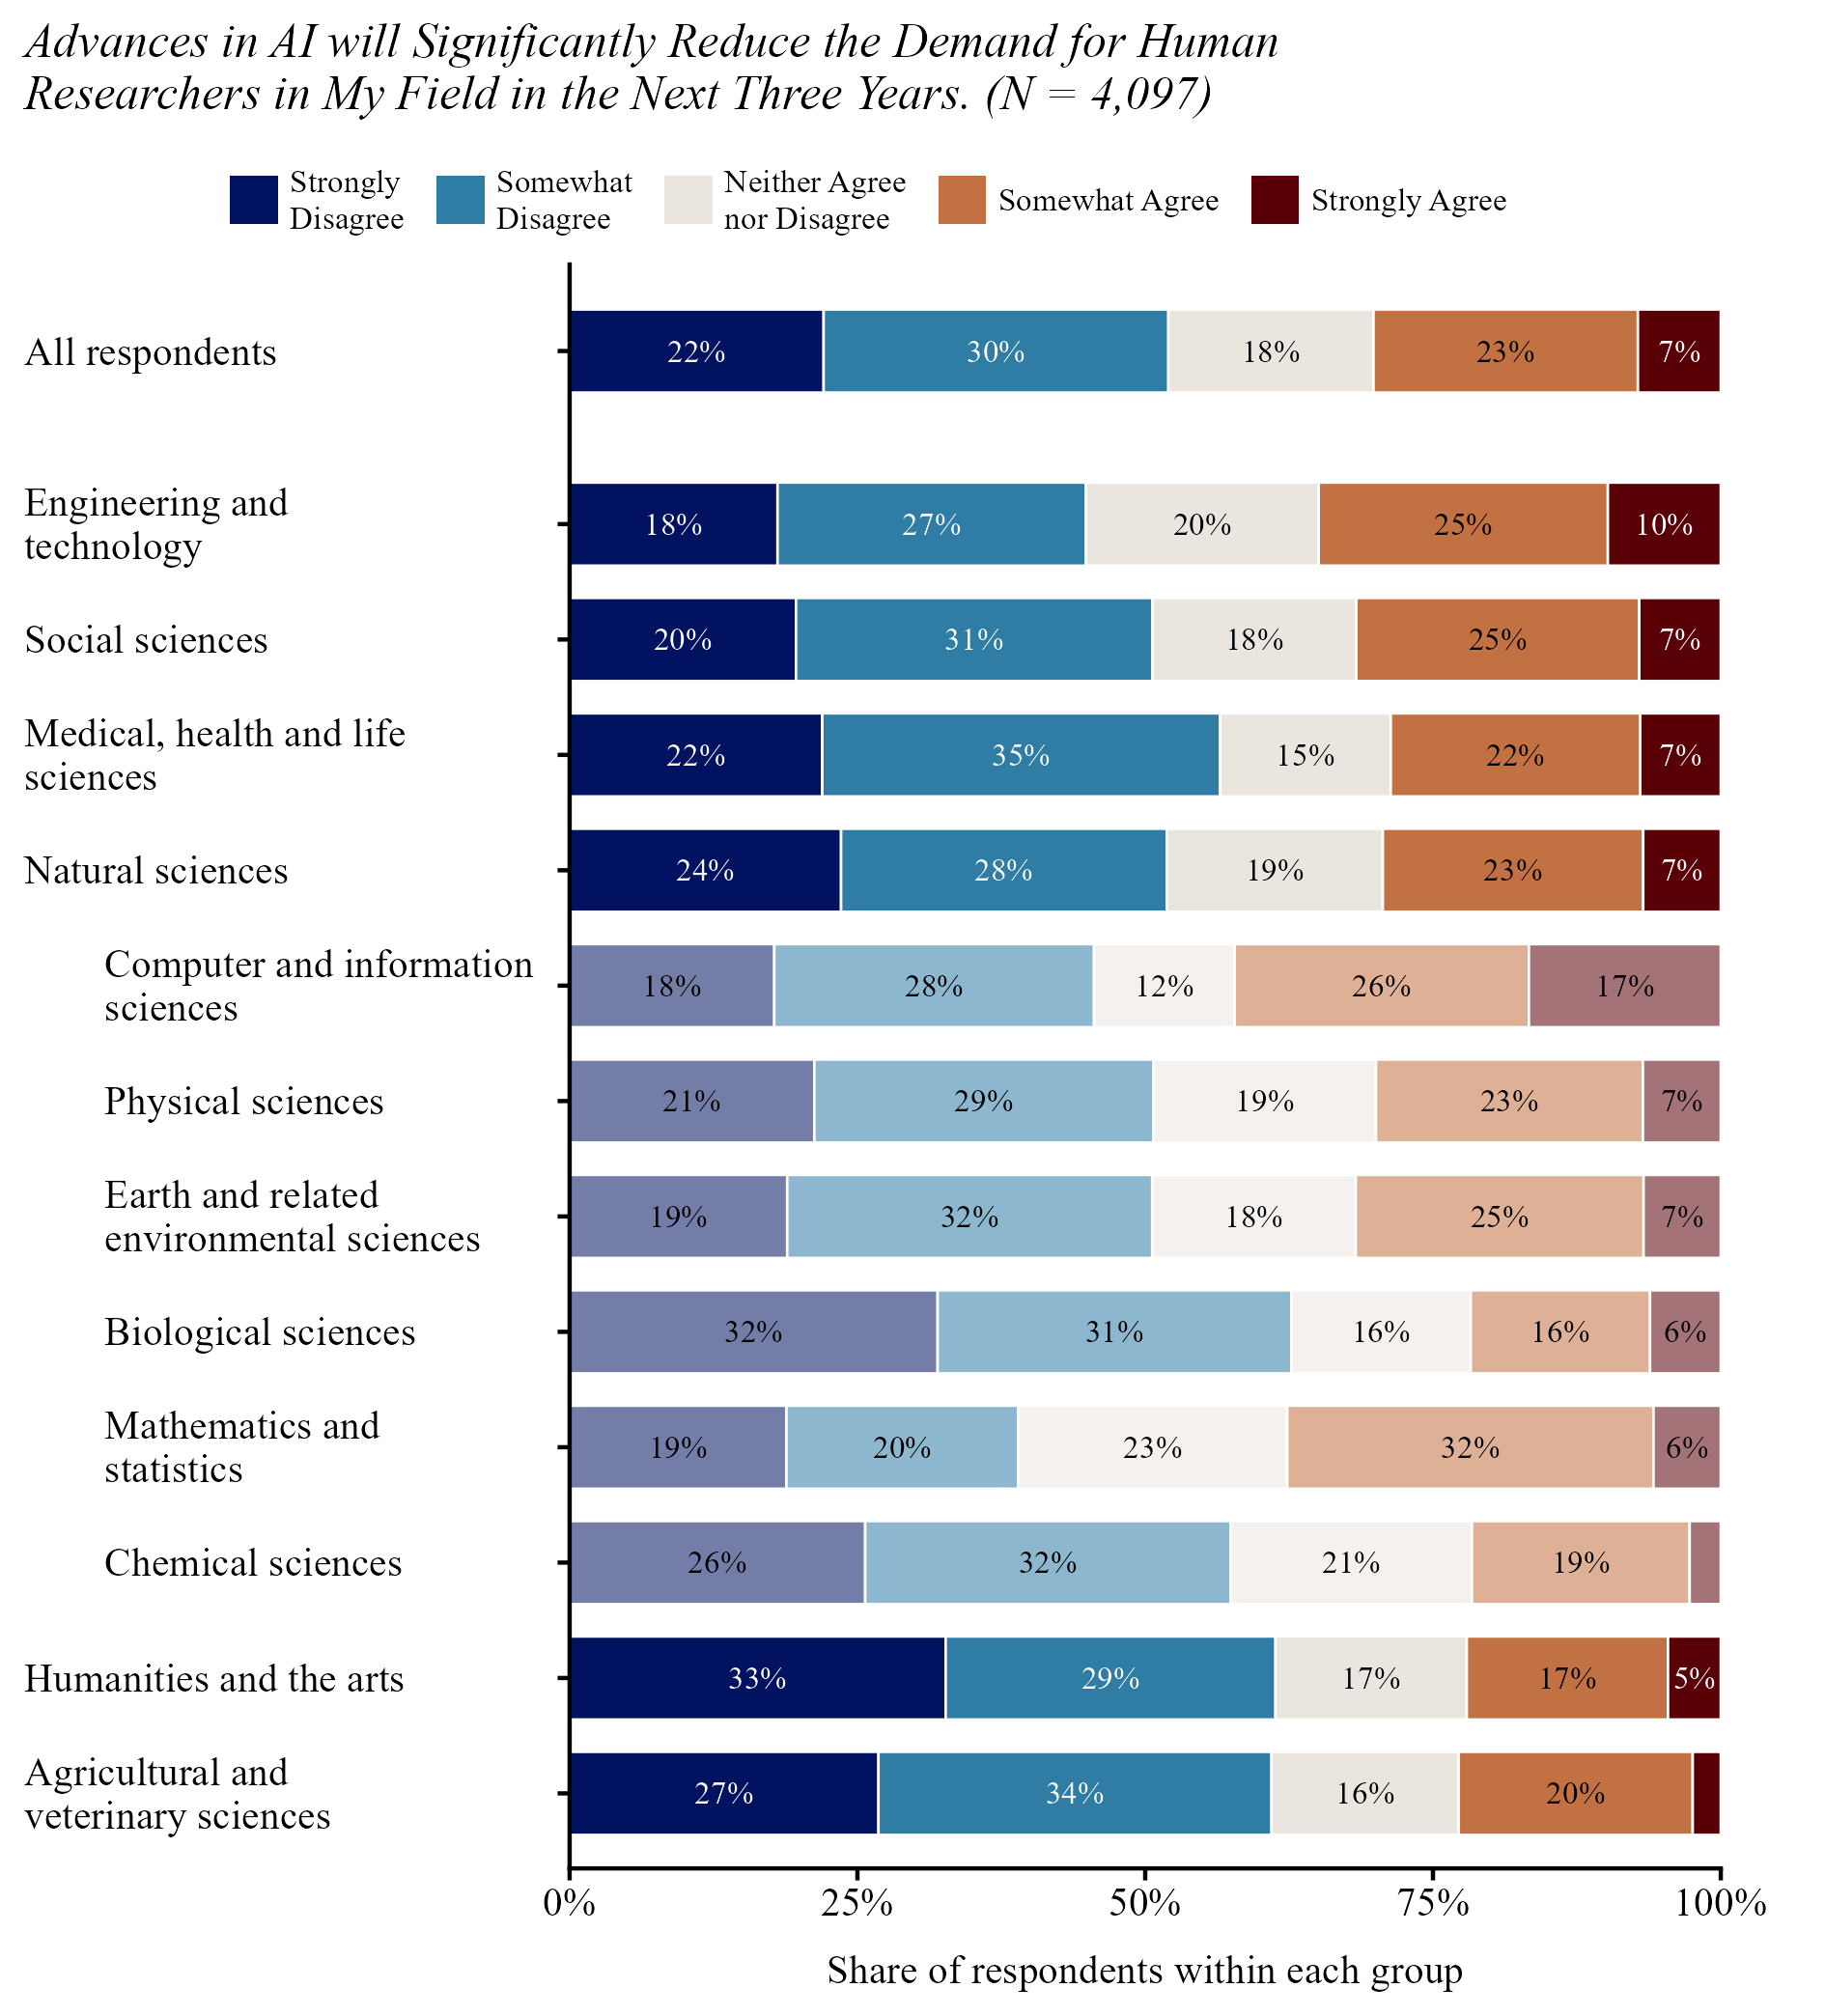 Advances in AI will Significantly Reduce the Demand for Human
Researchers in My Field in the Next Three Years. (N = 4,097)
Strongly
Disagree
Somewhat
Disagree
Neither Agree
nor Disagree
Somewhat Agree
Strongly Agree
All respondents
22% 30% 18% 23% 7%
Engineering and
technology
18% 27% 20% 25% 10%
Social sciences
20% 31% 18% 25% 7%
Medical, health and life
sciences
22% 35% 15% 22% 7%
Natural sciences
24% 28% 19% 23% 7%
Computer and information
sciences
18% 28% 12% 26% 17%
Physical sciences
21% 29% 19% 23% 7%
Earth and related
environmental sciences
19% 32% 18% 25% 7%
Biological sciences
32% 31% 16% 16% 6%
Mathematics and
statistics
19% 20% 23% 32% 6%
Chemical sciences
26% 32% 21% 19%
Humanities and the arts
33% 29% 17% 17% 5%
Agricultural and
veterinary sciences
27% 34% 16% 20%
0% 25% 50% 75% 100%
Share of respondents within each group